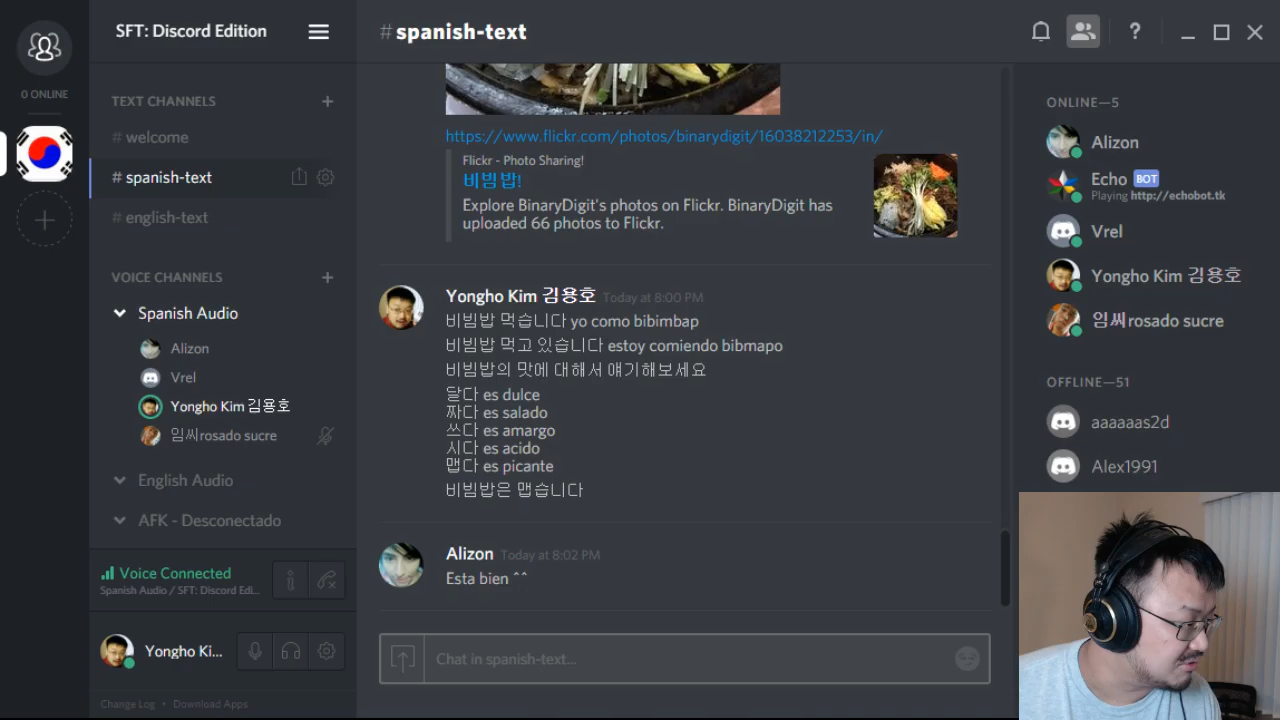 0 ONLINE
SFT: Discord Edition
TEXT CHANNELS
# welcome
# spanish-text
# english-text
VOICE CHANNELS
Spanish Audio
Alizon
Vrel
Yongho Kim 김용호
임씨rosado sucre
English Audio
AFK - Desconectado
Voice Connected
Spanish Audio / SFT: Discord Edi...
Yongho Ki...
Change Log • Download Apps
# spanish-text
https://www.flickr.com/photos/binarydigit/16038212253/in/
Flickr - Photo Sharing!
비빔밥!
Explore BinaryDigit's photos on Flickr. BinaryDigit has
uploaded 66 photos to Flickr.
Yongho Kim 김용호 Today at 8:00 PM
비빔밥 먹습니다 yo como bibimbap
비빔밥 먹고 있습니다 estoy comiendo bibmapo
비빔밥의 맛에 대해서 얘기해보세요
달다 es dulce
짜다 es salado
쓰다 es amargo
시다 es acido
맵다 es picante
비빔밥은 맵습니다
Alizon Today at 8:02 PM
Esta bien ^^
Chat in spanish-text...
?
ONLINE—5
Alizon
Echo BOT
Playing http://echobot.tk
Vrel
Yongho Kim 김용호
임씨rosado sucre
OFFLINE—51
aaaaaas2d
Alex1991